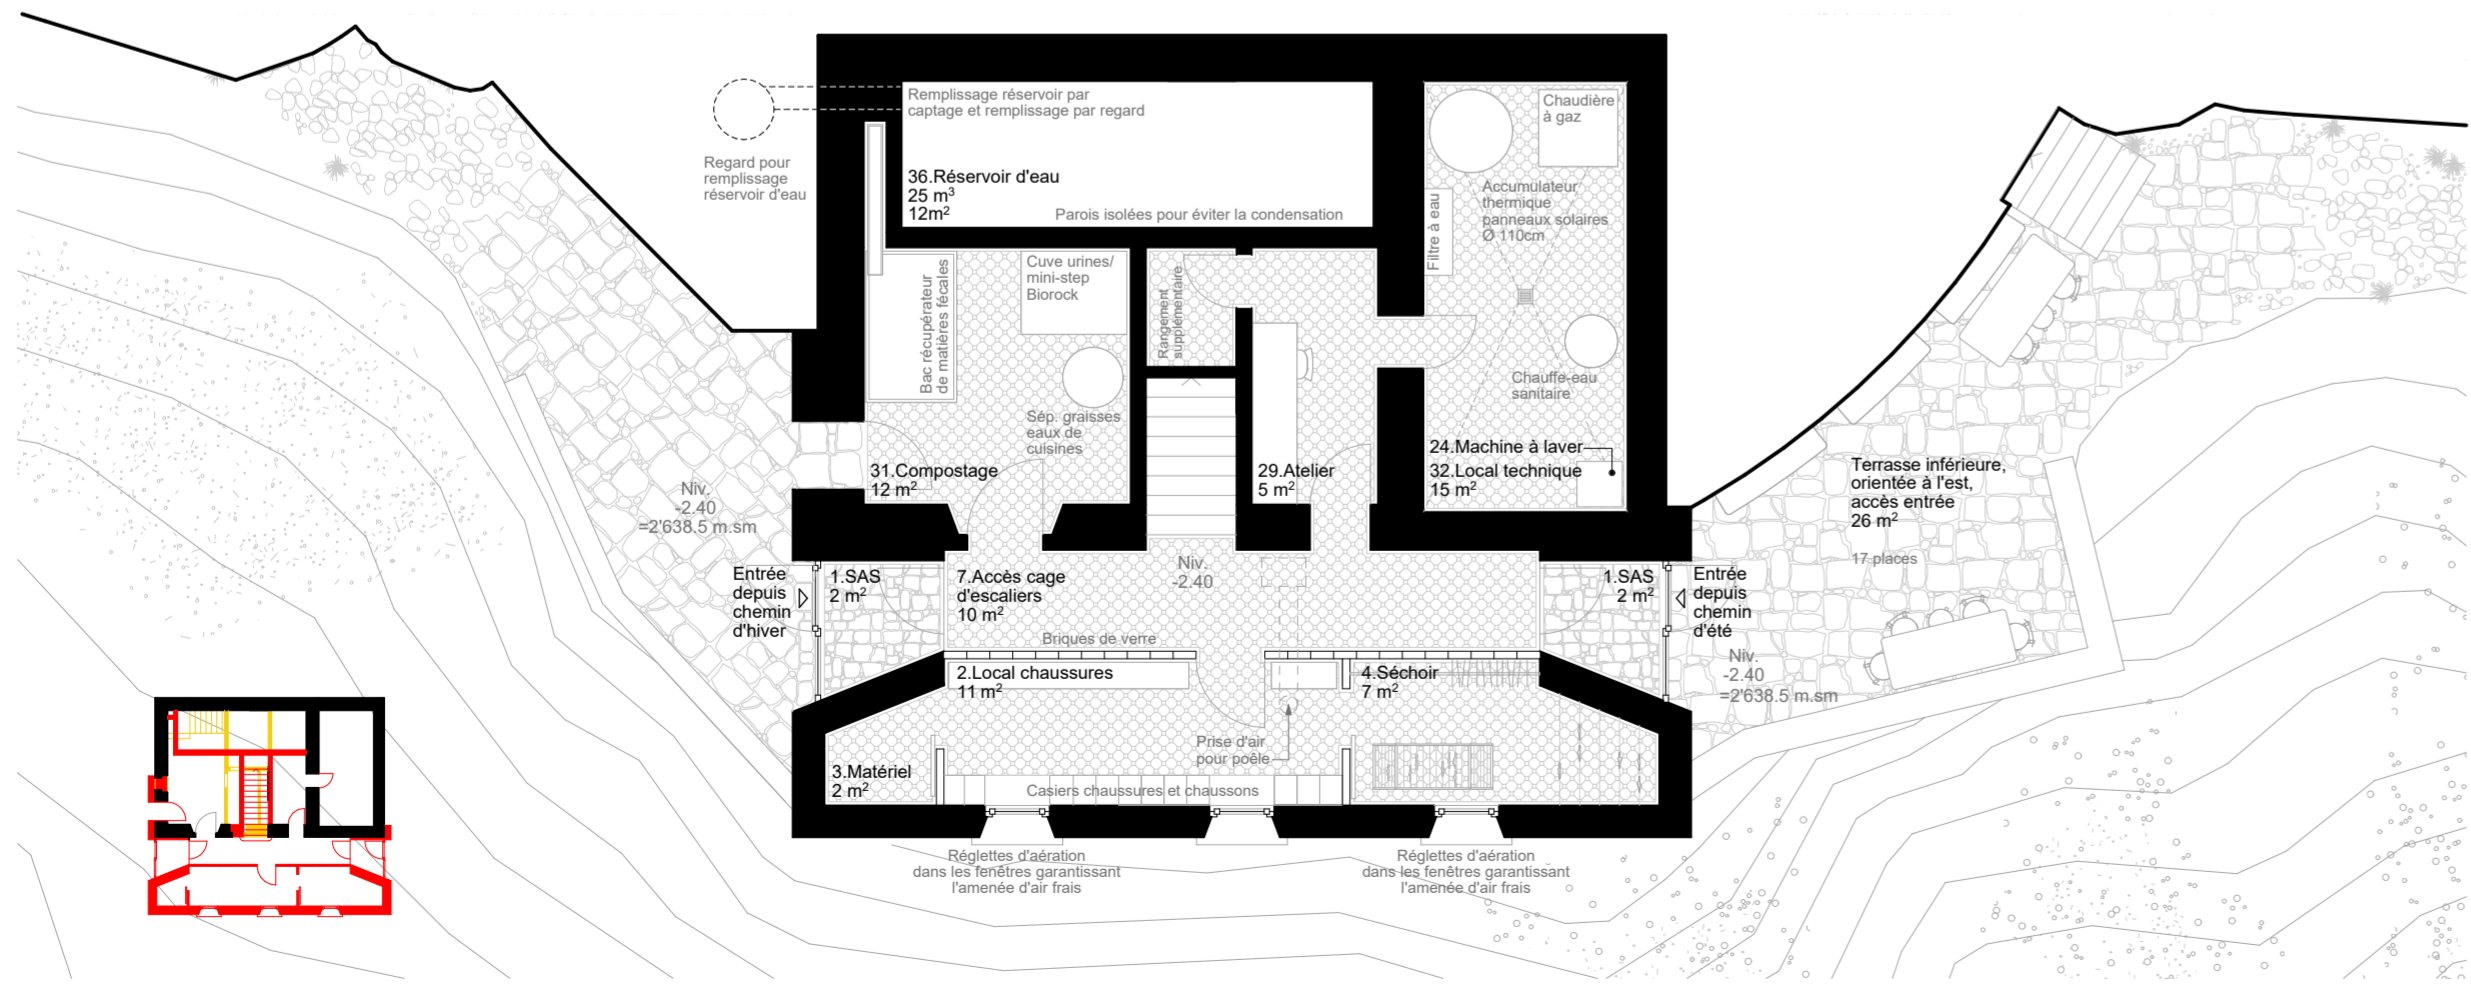 Remplissage réservoir par
captage et remplissage par regard
Regard pour
remplissage
réservoir d'eau
36.Réservoir d'eau
25 m³
12m²
Parois isolées pour éviter la condensation
Chaudière
à gaz
Accumulateur
thermique
panneaux solaires
Ø 110cm
Filtre à eau
Bac récupérateur
de matières fécales
Cuve urines/
mini-step
Biorock
Rangement
supplémentaire
Sép. graisses
eaux de
cuisines
Chauffe-eau
sanitaire
31.Compostage
12 m²
29.Atelier
5 m²
24.Machine à laver
32.Local technique
15 m²
Terrasse inférieure,
orientée à l'est,
accès entrée
26 m²
17 places
Niv.
-2.40
=2'638.5 m.sm
Entrée
depuis
chemin
d'hiver
1.SAS
2 m²
7.Accès cage
d'escaliers
10 m²
Niv.
-2.40
1.SAS
2 m²
Entrée
depuis
chemin
d'été
Niv.
-2.40
=2'638.5 m.sm
Briques de verre
2.Local chaussures
11 m²
4.Séchoir
7 m²
Prise d'air
pour poêle
3.Matériel
2 m²
Casiers chaussures et chaussons
Réglettes d'aération
dans les fenêtres garantissant
l'amenée d'air frais
Réglettes d'aération
dans les fenêtres garantissant
l'amenée d'air frais